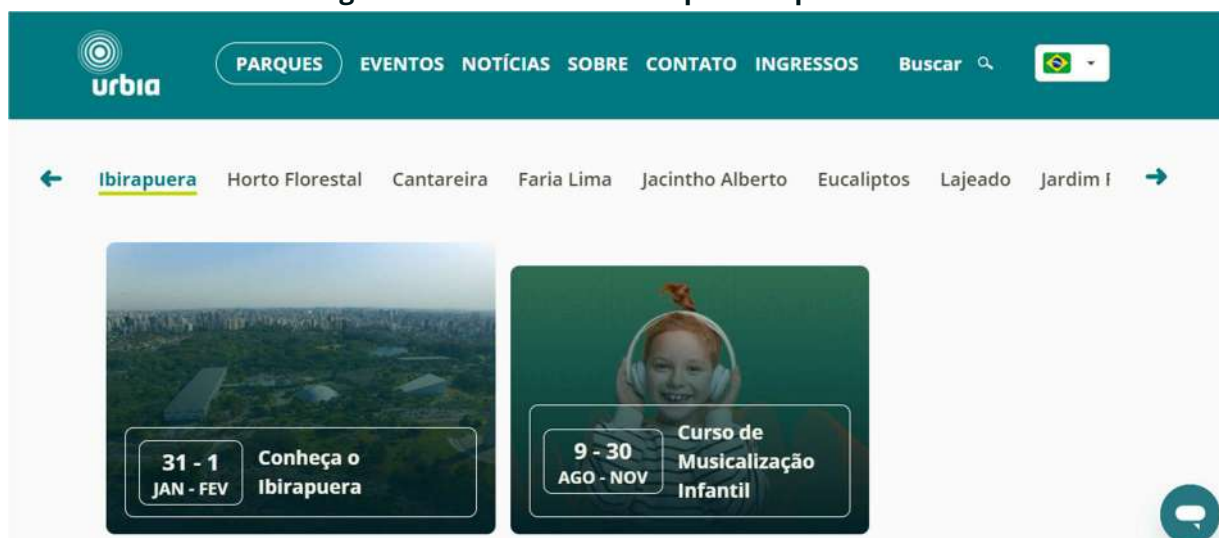 urbia
PARQUES EVENTOS NOTÍCIAS SOBRE CONTATO INGRESSOS Buscar
Ibirapuera Horto Florestal Cantareira Faria Lima Jacintho Alberto Eucaliptos Lajeado Jardim
31 - 1
JAN - FEV
Conheça o
Ibirapuera
9 - 30
AGO - NOV
Curso de
Musicalização
Infantil